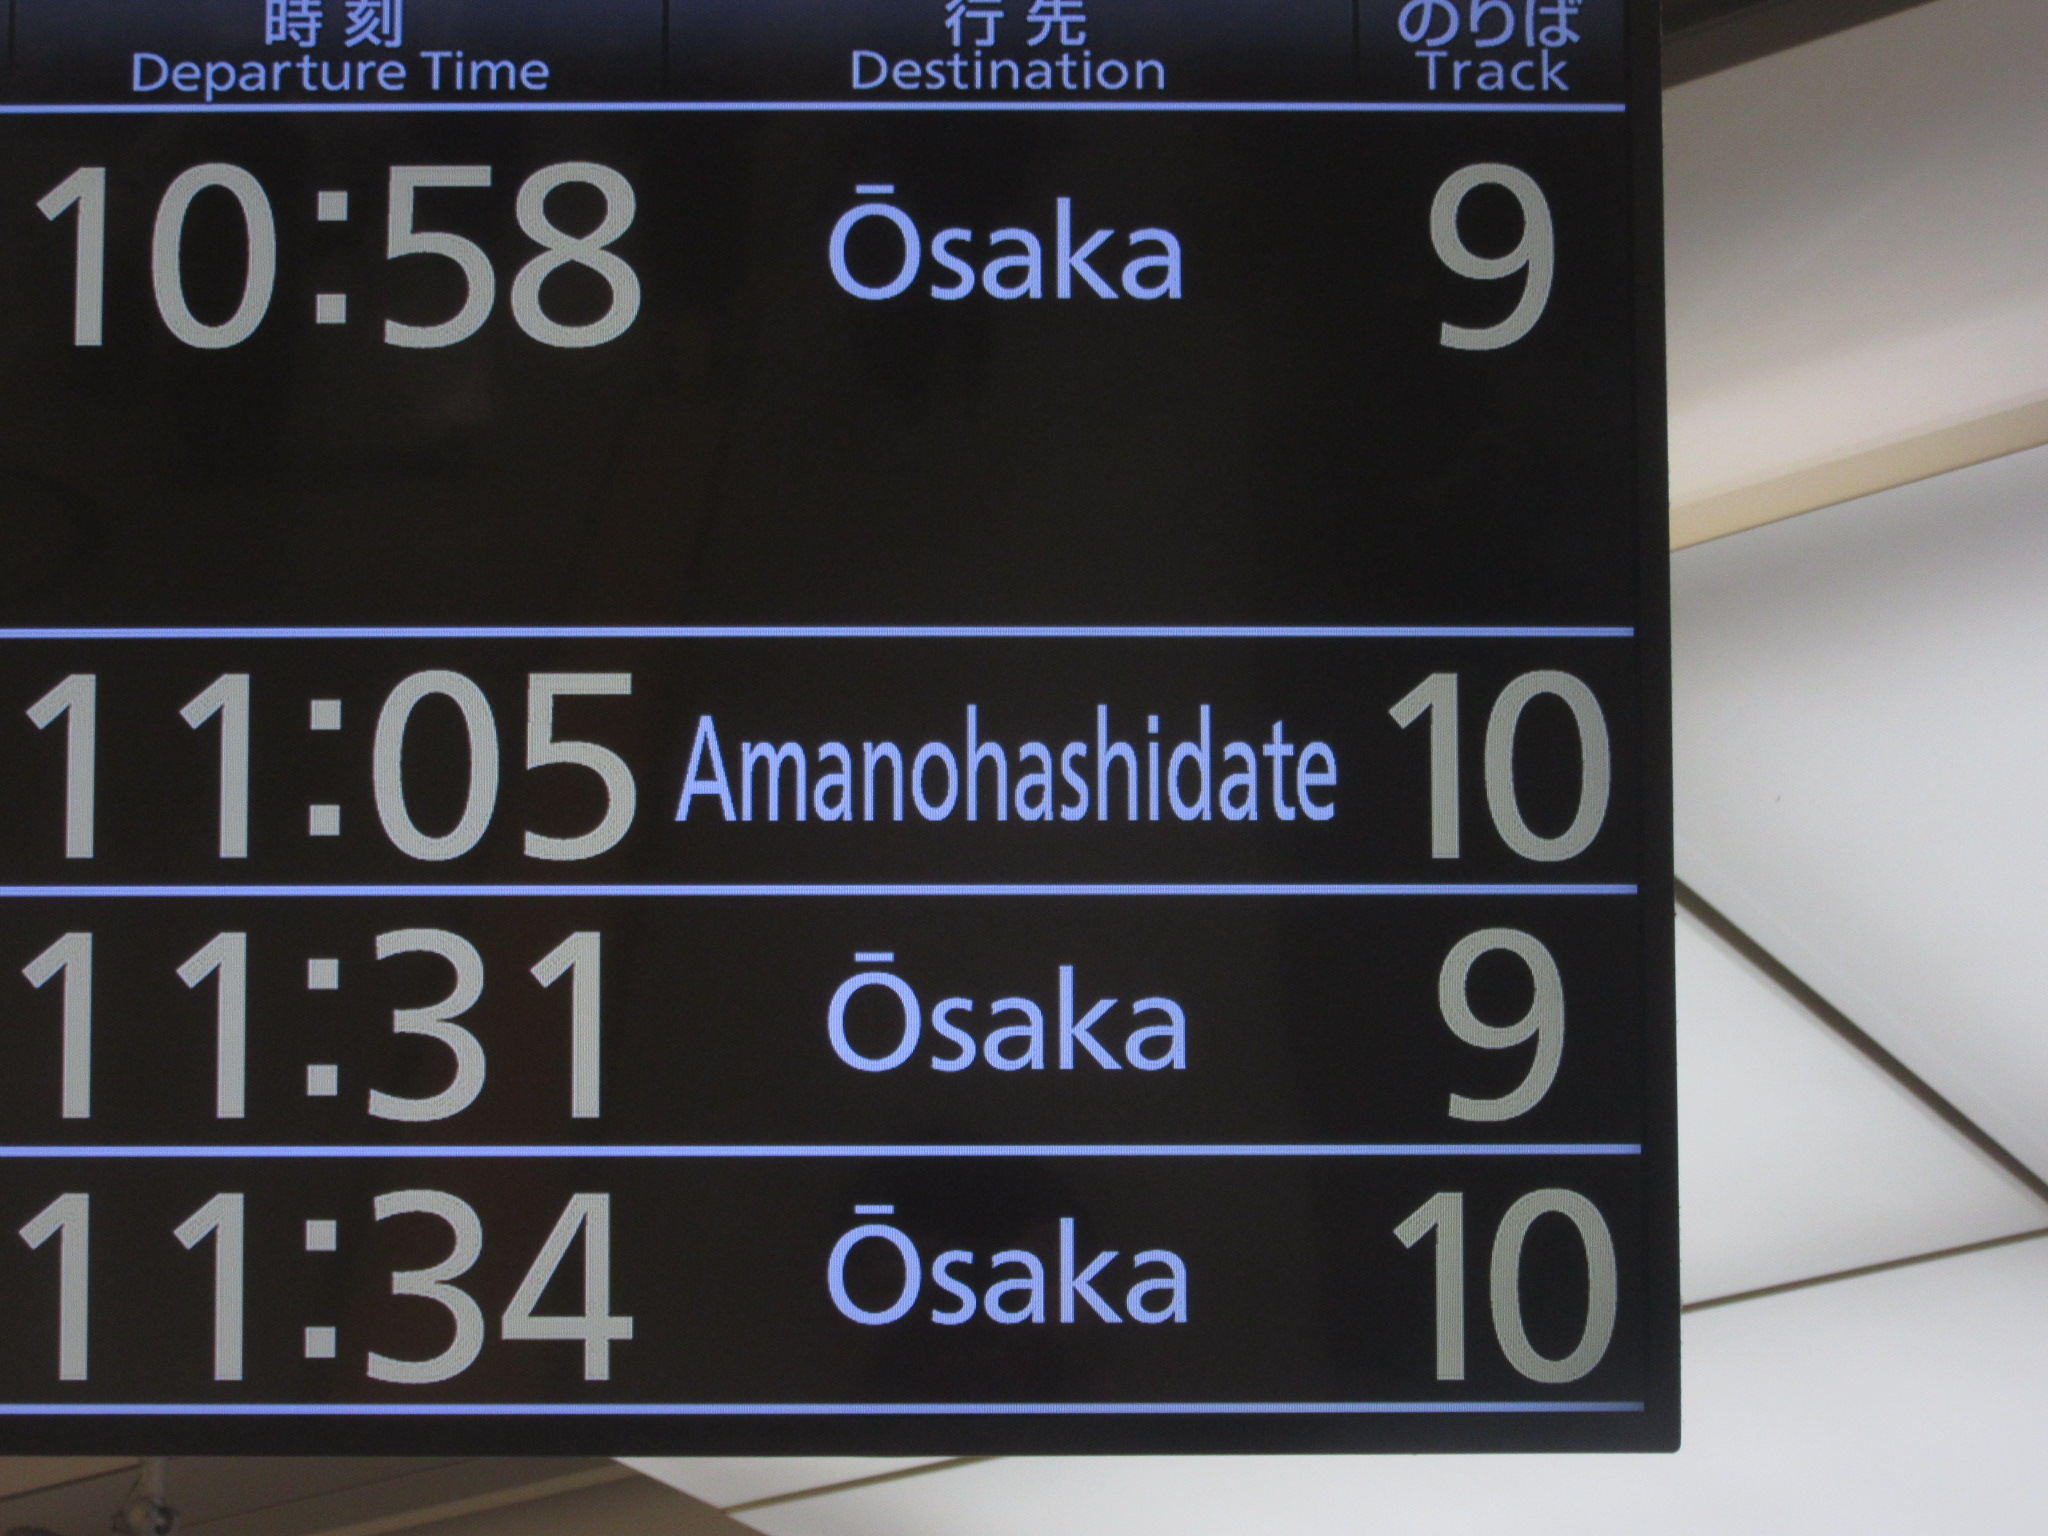 時刻 行先 のりば
Departure Time Destination Track
10:58 Ōsaka 9
11:05 Amanohashidate 10
11:31 Ōsaka 9
11:34 Ōsaka 10